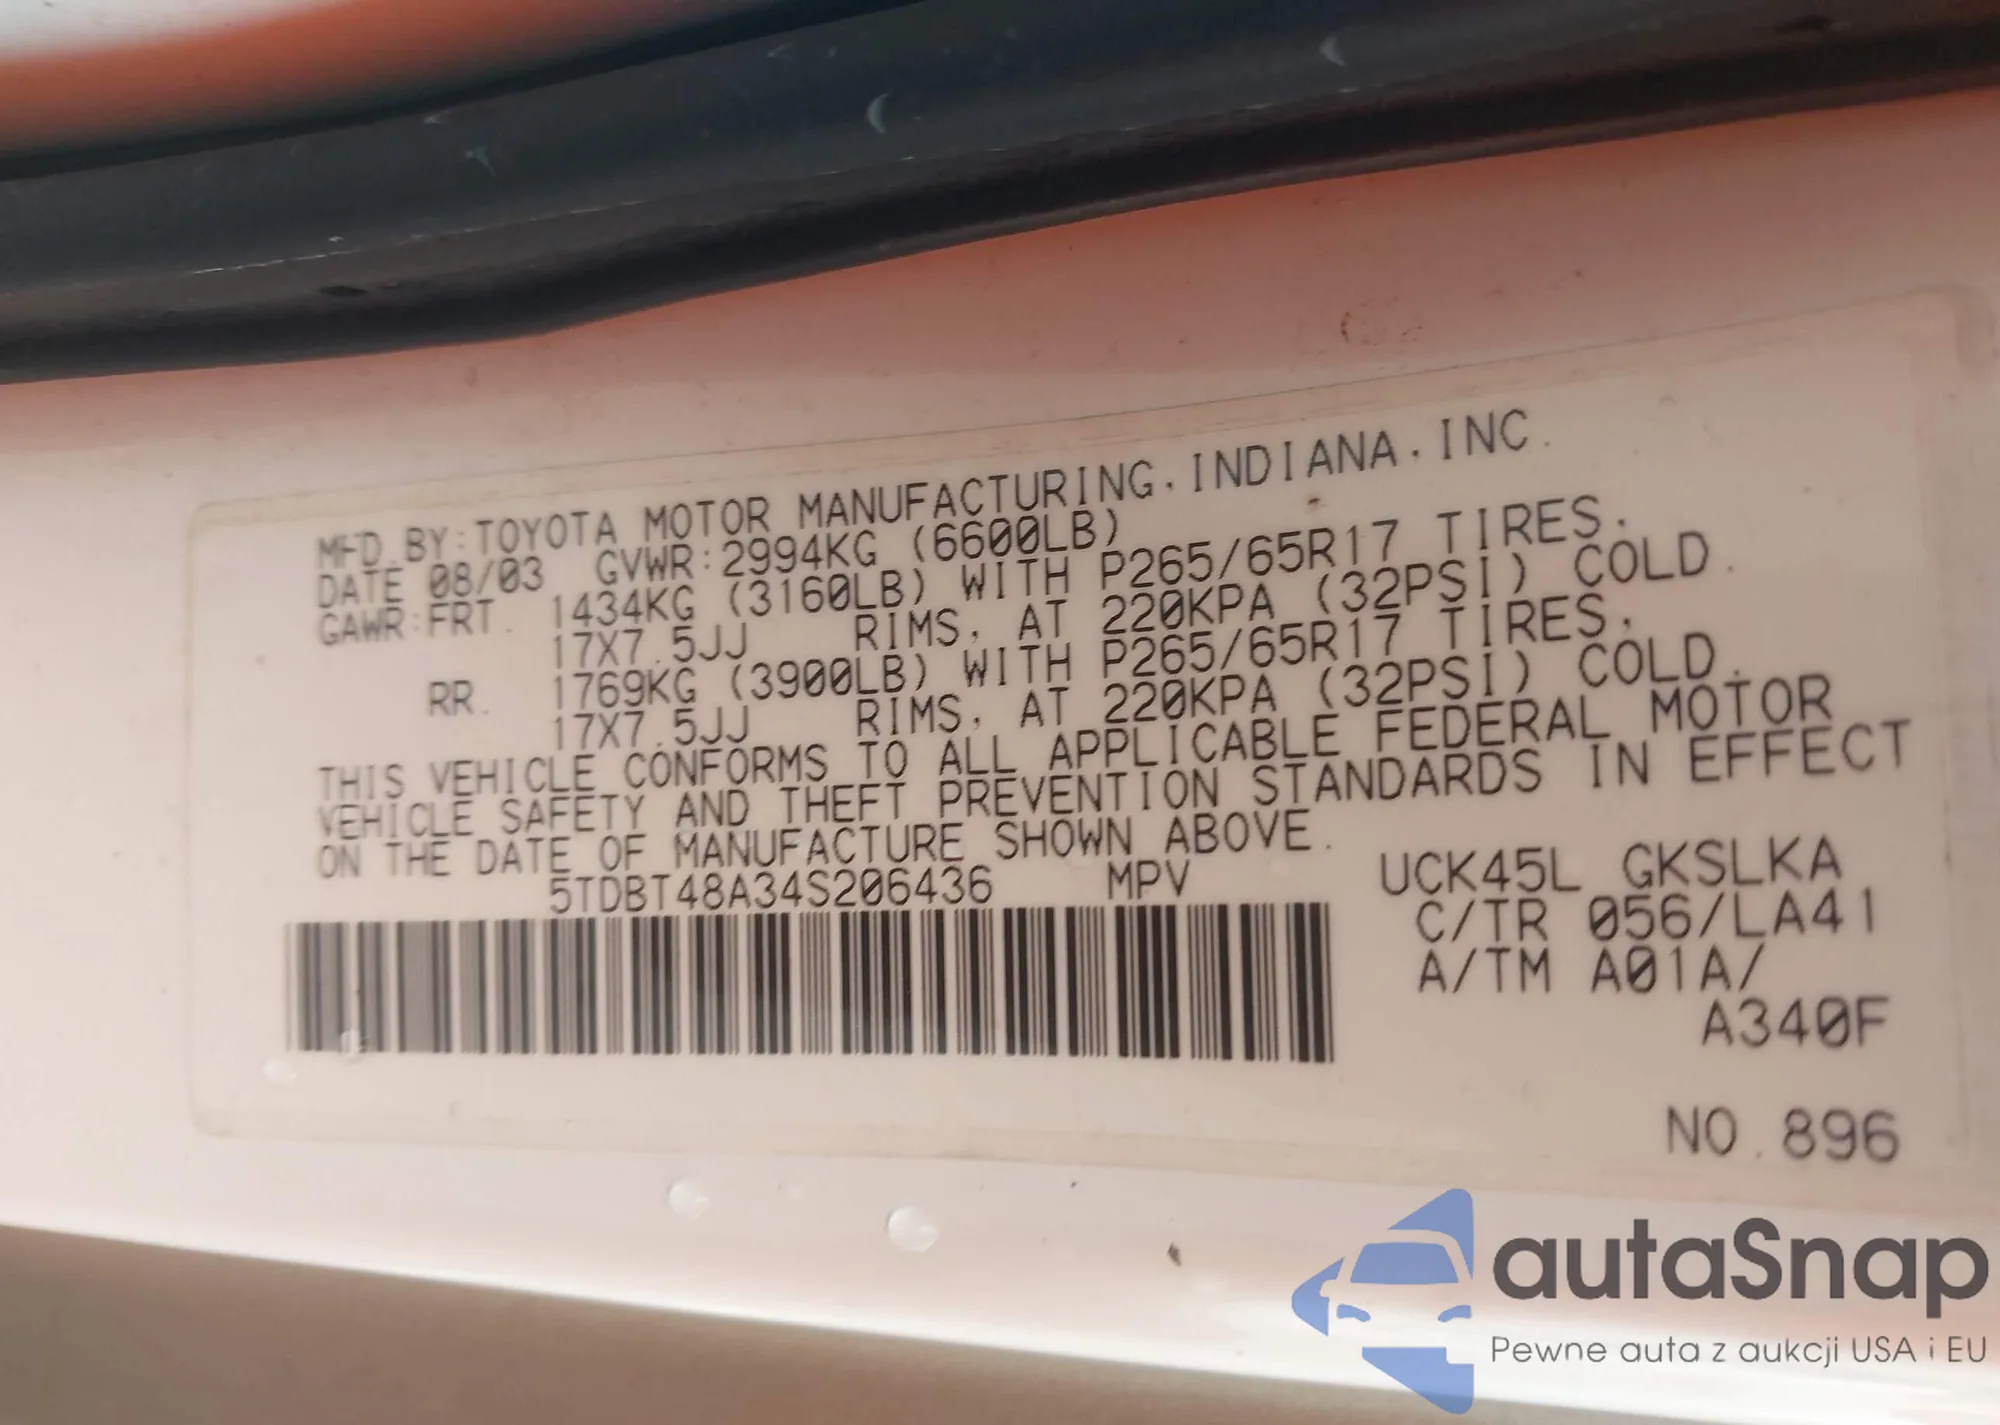 MFD.BY:TOYOTA MOTOR MANUFACTURING,INDIANA,INC.
DATE 08/03 GVWR:2994KG (6600LB)
GAWR:FRT. 1434KG (3160LB) WITH P265/65R17 TIRES,
17X7.5JJ RIMS, AT 220KPA (32PSI) COLD.
RR. 1769KG (3900LB) WITH P265/65R17 TIRES,
17X7.5JJ RIMS, AT 220KPA (32PSI) COLD.
THIS VEHICLE CONFORMS TO ALL APPLICABLE FEDERAL MOTOR
VEHICLE SAFETY AND THEFT PREVENTION STANDARDS IN EFFECT
ON THE DATE OF MANUFACTURE SHOWN ABOVE.
5TDBT48A34S206436 MPV
UCK45L GKSLKA
C/TR 056/LA41
A/TM A01A/
A340F
NO.896
autaSnap
Pewne auta z aukcji USA i EU